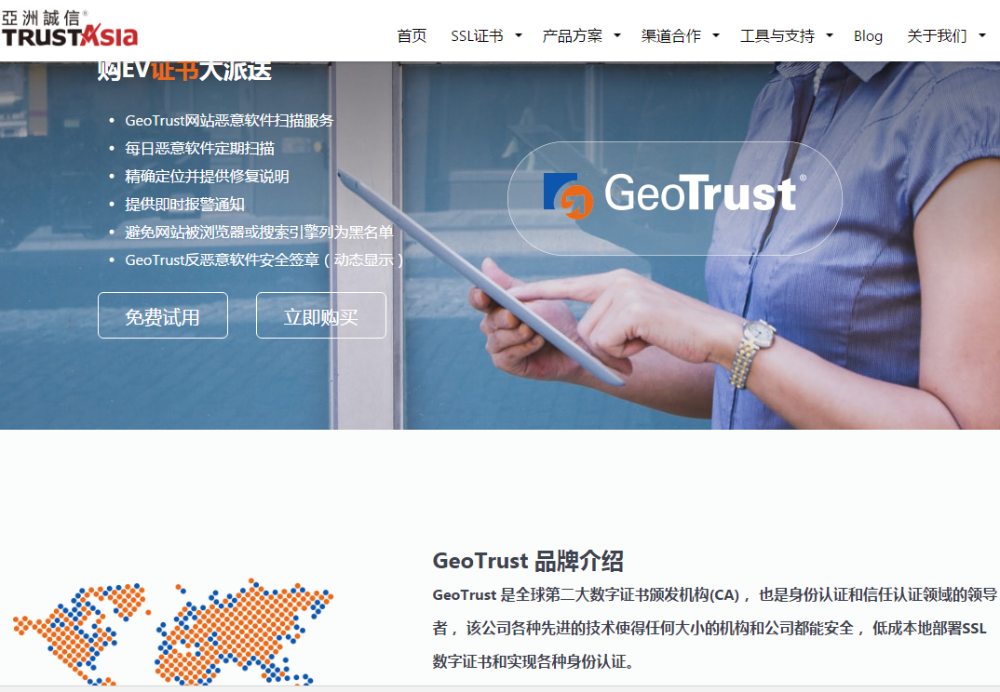 亞洲誠信®
TRUSTAsia
首页 SSL证书 产品方案 渠道合作 工具与支持 Blog 关于我们
购EV证书大派送
GeoTrust网站恶意软件扫描服务
每日恶意软件定期扫描
精确定位并提供修复说明
提供即时报警通知
避免网站被浏览器或搜索引擎列为黑名单
GeoTrust反恶意软件安全签章（动态显示）
免费试用 立即购买
GeoTrust®
GeoTrust 品牌介绍
GeoTrust 是全球第二大数字证书颁发机构(CA)，也是身份认证和信任认证领域的领导
者，该公司各种先进的技术使得任何大小的机构和公司都能安全，低成本地部署SSL
数字证书和实现各种身份认证。